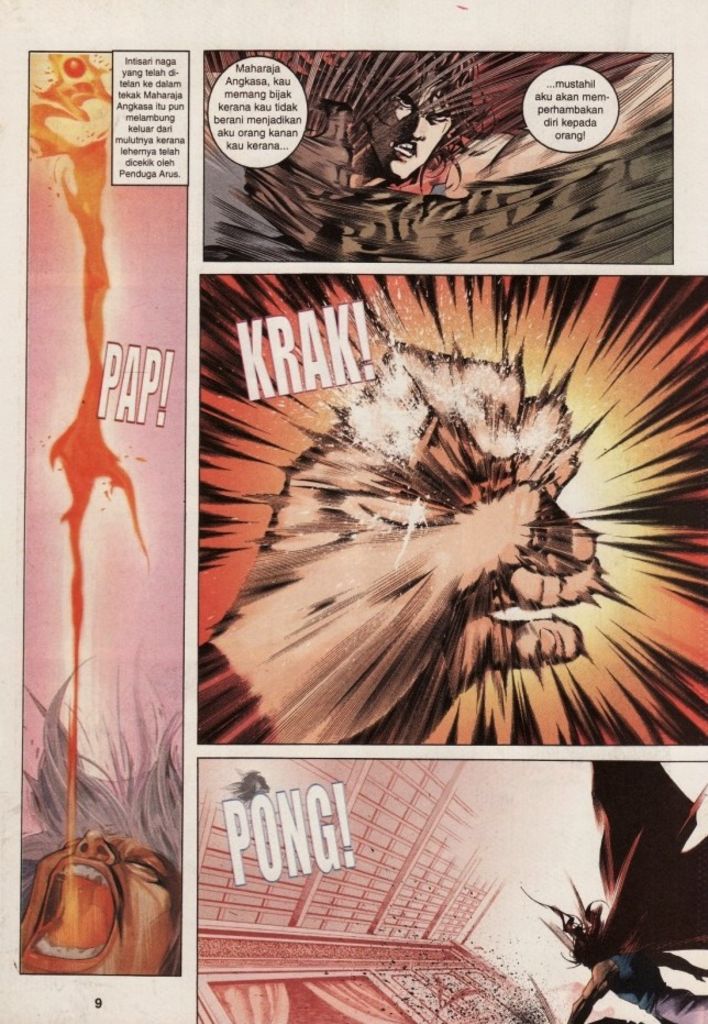 Intisari naga
yang telah di-
telan ke dalam
tekak Maharaja
Angkasa itu pun
melambung
keluar dari
mulutnya kerana
lehernya telah
dicekik oleh
Penduga Arus.
PAP!
Maharaja
Angkasa, kau
memang bijak
kerana kau tidak
berani menjadikan
aku orang kanan
kau kerana...
...mustahil
aku akan mem-
perhambakan
diri kepada
orang!
KRAK!
PONG!
9